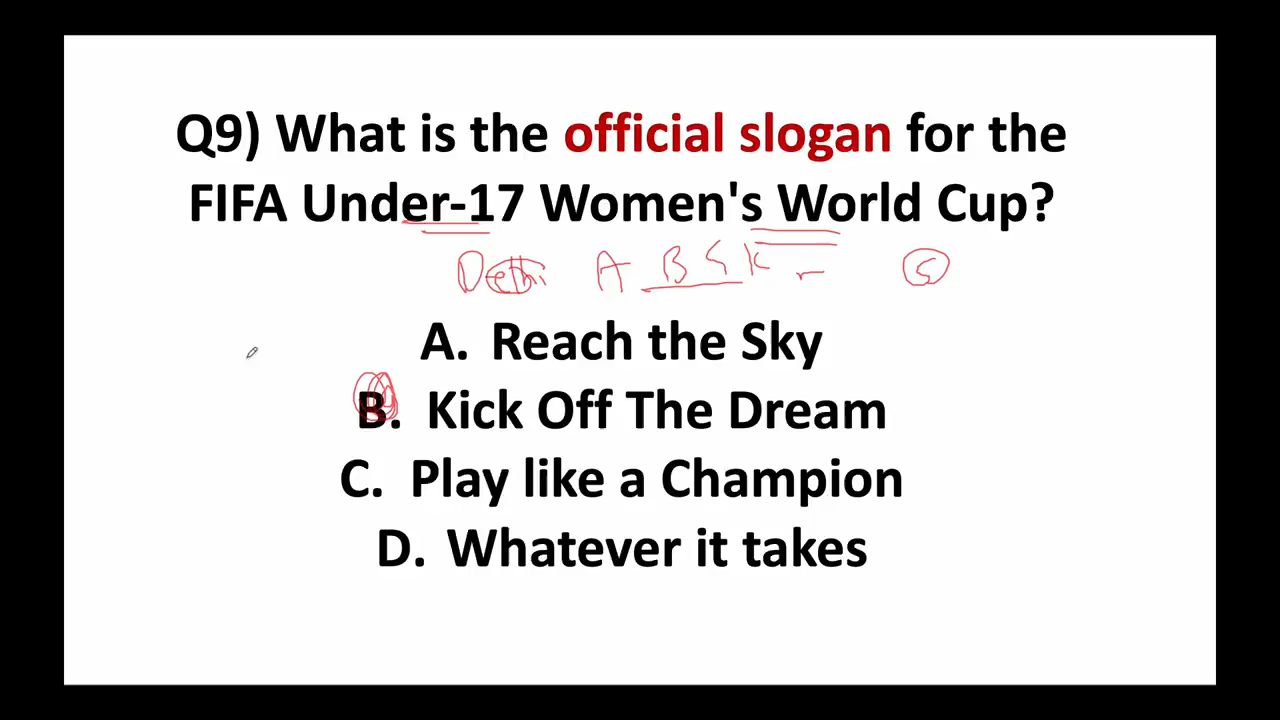 Q9) What is the official slogan for the
FIFA Under-17 Women's World Cup?
Delhi A B G K S
A. Reach the Sky
B. Kick Off The Dream
C. Play like a Champion
D. Whatever it takes